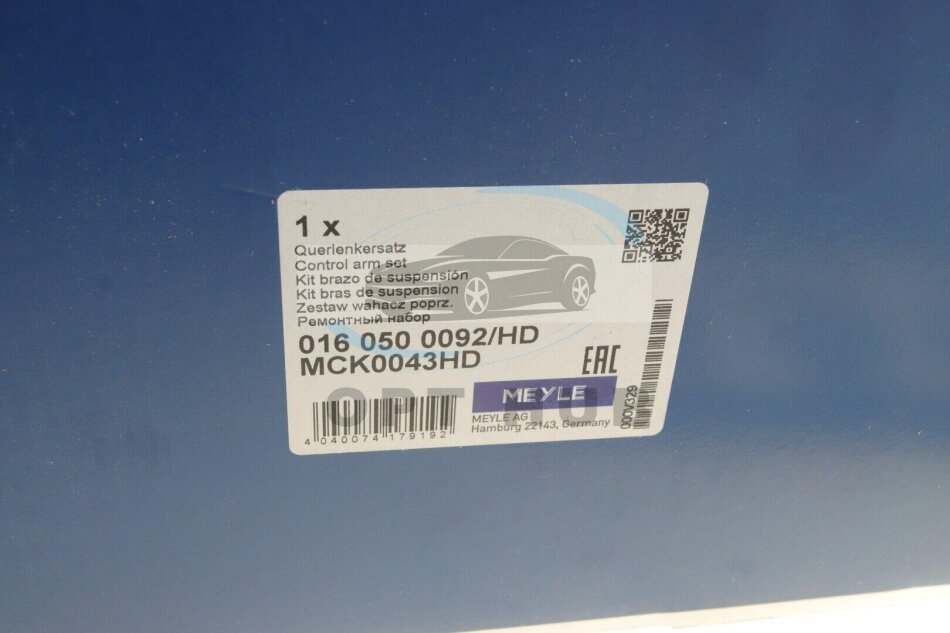 1 x
Querlenkersatz
Control arm set
Kit brazo de suspensión
Kit bras de suspension
Zestaw wahacz poprz.
Ремонтный набор
016 050 0092/HD
MCK0043HD
EAC
MEYLE
MEYLE AG
Hamburg 22143, Germany
4 040074 179192
000V329